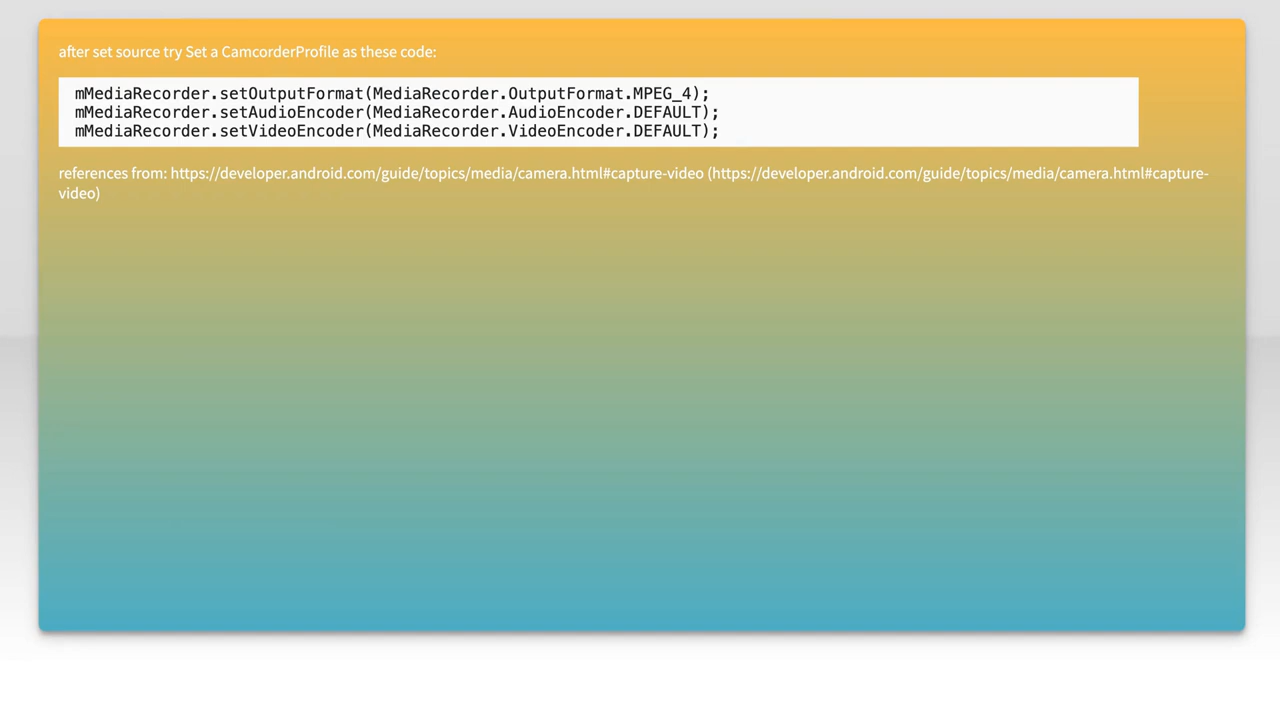 after set source try Set a CamcorderProfile as these code:
mMediaRecorder.setOutputFormat(MediaRecorder.OutputFormat.MPEG_4);
mMediaRecorder.setAudioEncoder(MediaRecorder.AudioEncoder.DEFAULT);
mMediaRecorder.setVideoEncoder(MediaRecorder.VideoEncoder.DEFAULT);
references from: https://developer.android.com/guide/topics/media/camera.html#capture-video (https://developer.android.com/guide/topics/media/camera.html#capture-
video)